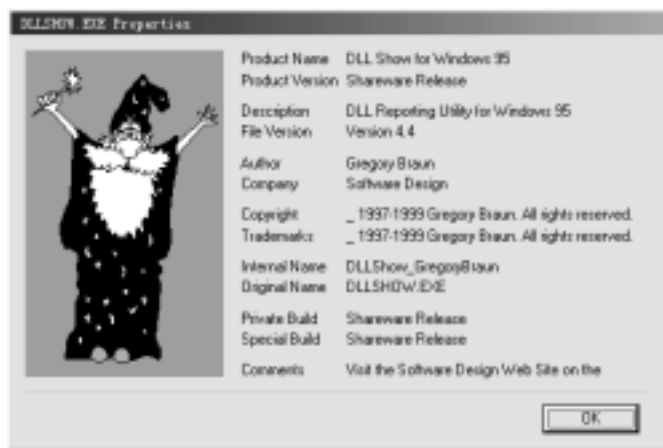 DLLSHOW.EXE Properties
Product Name DLL Show for Windows 95
Product Version Shareware Release
Description DLL Reporting Utility for Windows 95
File Version Version 4.4
Author Gregory Braun
Company Software Design
Copyright _ 1997-1999 Gregory Braun. All rights reserved.
Trademarks _ 1997-1999 Gregory Braun. All rights reserved.
Internal Name DLLShow_GregoryBraun
Original Name DLLSHOW.EXE
Private Build Shareware Release
Special Build Shareware Release
Comments Visit the Software Design Web Site on the
OK